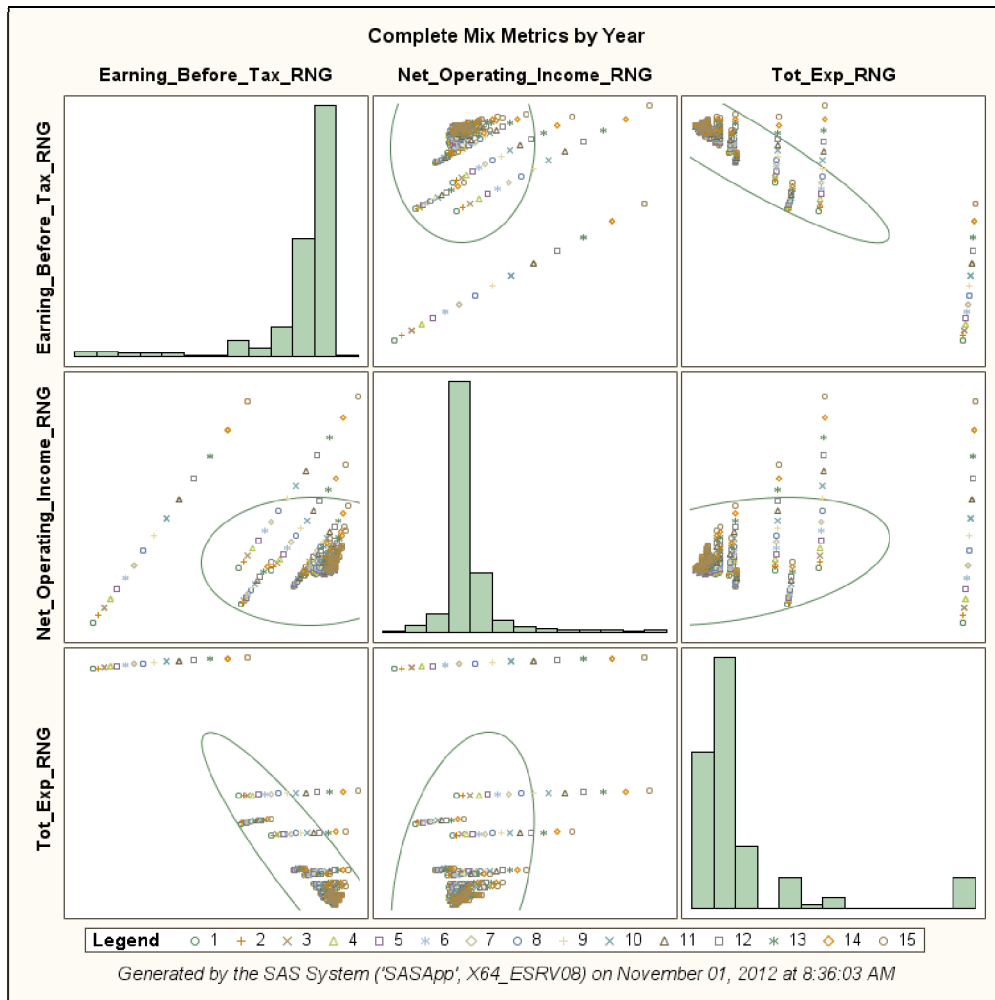 Complete Mix Metrics by Year
Earning_Before_Tax_RNG Net_Operating_Income_RNG Tot_Exp_RNG
Earning_Before_Tax_RNG
Net_Operating_Income_RNG
Tot_Exp_RNG
Legend 1 2 3 4 5 6 7 8 9 10 11 12 13 14 15
Generated by the SAS System ('SASApp', X64_ESRV08) on November 01, 2012 at 8:36:03 AM